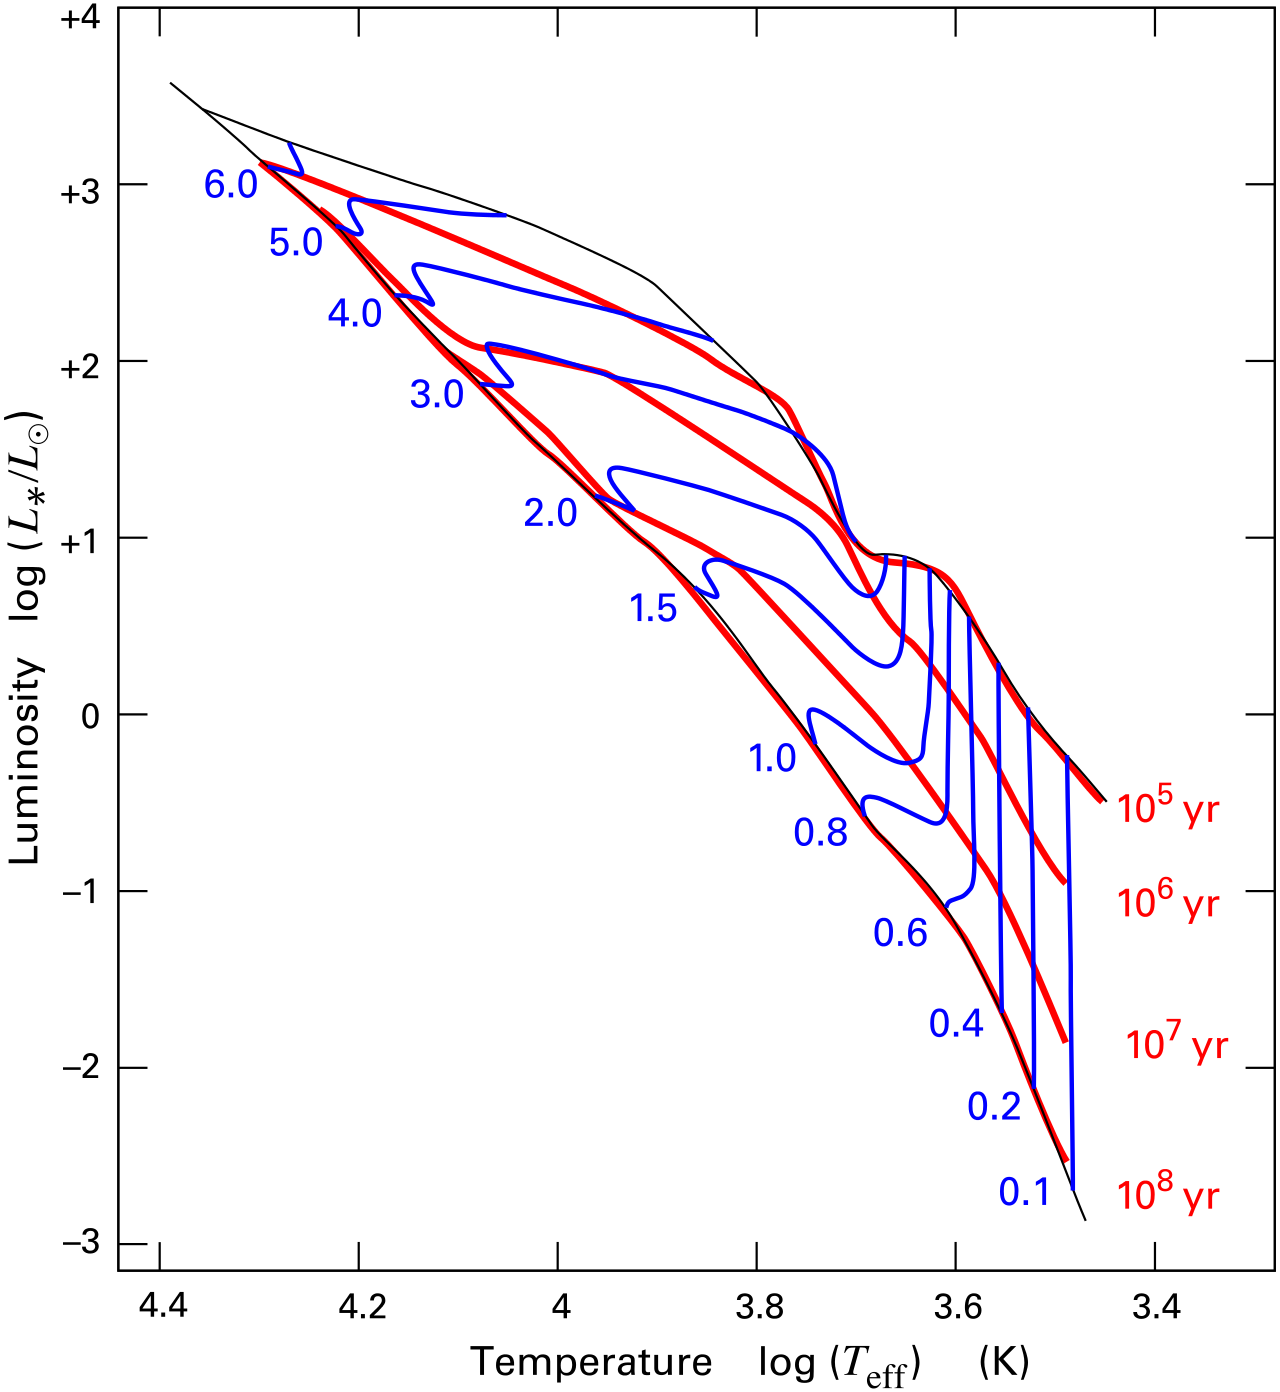 +4
+3
+2
+1
0
−1
−2
−3
Luminosity log (L*/L☉)
6.0
5.0
4.0
3.0
2.0
1.5
1.0
0.8
0.6
0.4
0.2
0.1
10⁵ yr
10⁶ yr
10⁷ yr
10⁸ yr
4.4 4.2 4 3.8 3.6 3.4
Temperature log (Teff) (K)